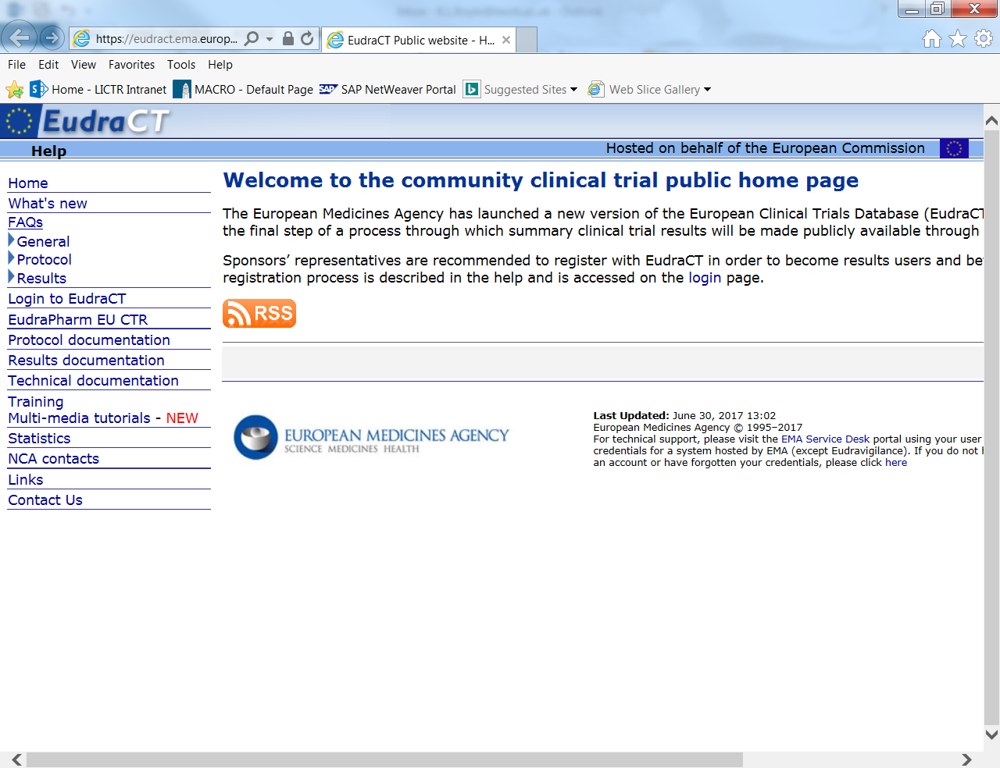 https://eudract.ema.europ...
EudraCT Public website - H...
File Edit View Favorites Tools Help
Home - LICTR Intranet MACRO - Default Page SAP SAP NetWeaver Portal Suggested Sites Web Slice Gallery
EudraCT
Help Hosted on behalf of the European Commission
Home
What's new
FAQs
General
Protocol
Results
Login to EudraCT
EudraPharm EU CTR
Protocol documentation
Results documentation
Technical documentation
Training
Multi-media tutorials - NEW
Statistics
NCA contacts
Links
Contact Us
Welcome to the community clinical trial public home page
The European Medicines Agency has launched a new version of the European Clinical Trials Database (EudraCT
the final step of a process through which summary clinical trial results will be made publicly available through
Sponsors’ representatives are recommended to register with EudraCT in order to become results users and be
registration process is described in the help and is accessed on the login page.
RSS
EUROPEAN MEDICINES AGENCY
SCIENCE MEDICINES HEALTH
Last Updated: June 30, 2017 13:02
European Medicines Agency © 1995–2017
For technical support, please visit the EMA Service Desk portal using your user
credentials for a system hosted by EMA (except Eudravigilance). If you do not
an account or have forgotten your credentials, please click here